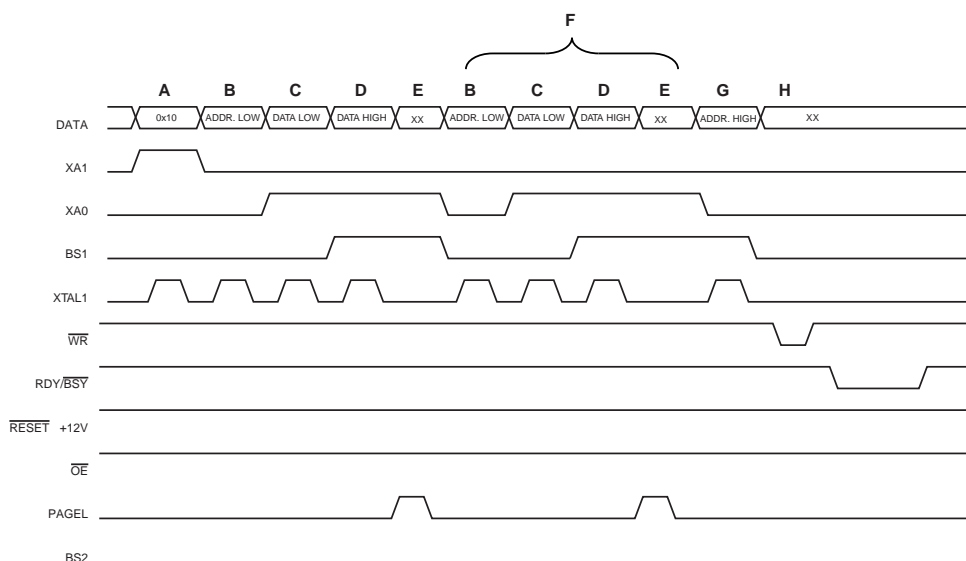 F
A B C D E B C D E G H
DATA 0x10 ADDR. LOW DATA LOW DATA HIGH XX ADDR. LOW DATA LOW DATA HIGH XX ADDR. HIGH XX
XA1
XA0
BS1
XTAL1
WR
RDY/BSY
RESET +12V
OE
PAGEL
BS2